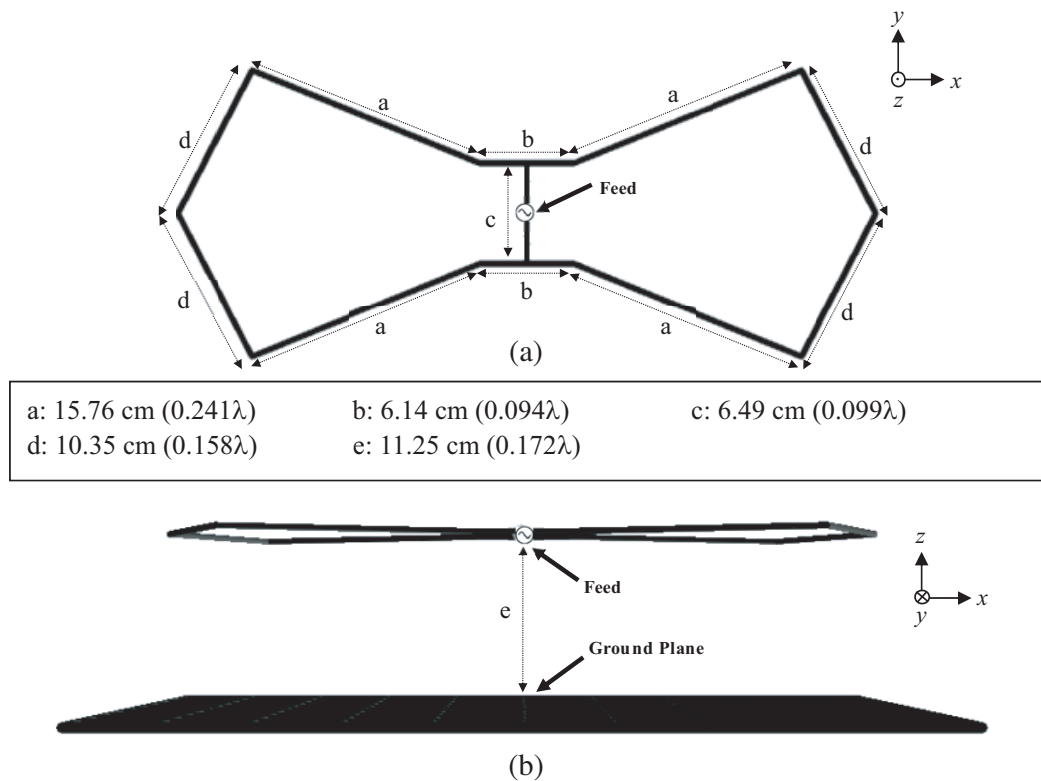 y
x
z
a
a
b
d
d
Feed
c
b
d
d
a
a
(a)
a: 15.76 cm (0.241λ) b: 6.14 cm (0.094λ) c: 6.49 cm (0.099λ)
d: 10.35 cm (0.158λ) e: 11.25 cm (0.172λ)
z
x
y
Feed
e
Ground Plane
(b)